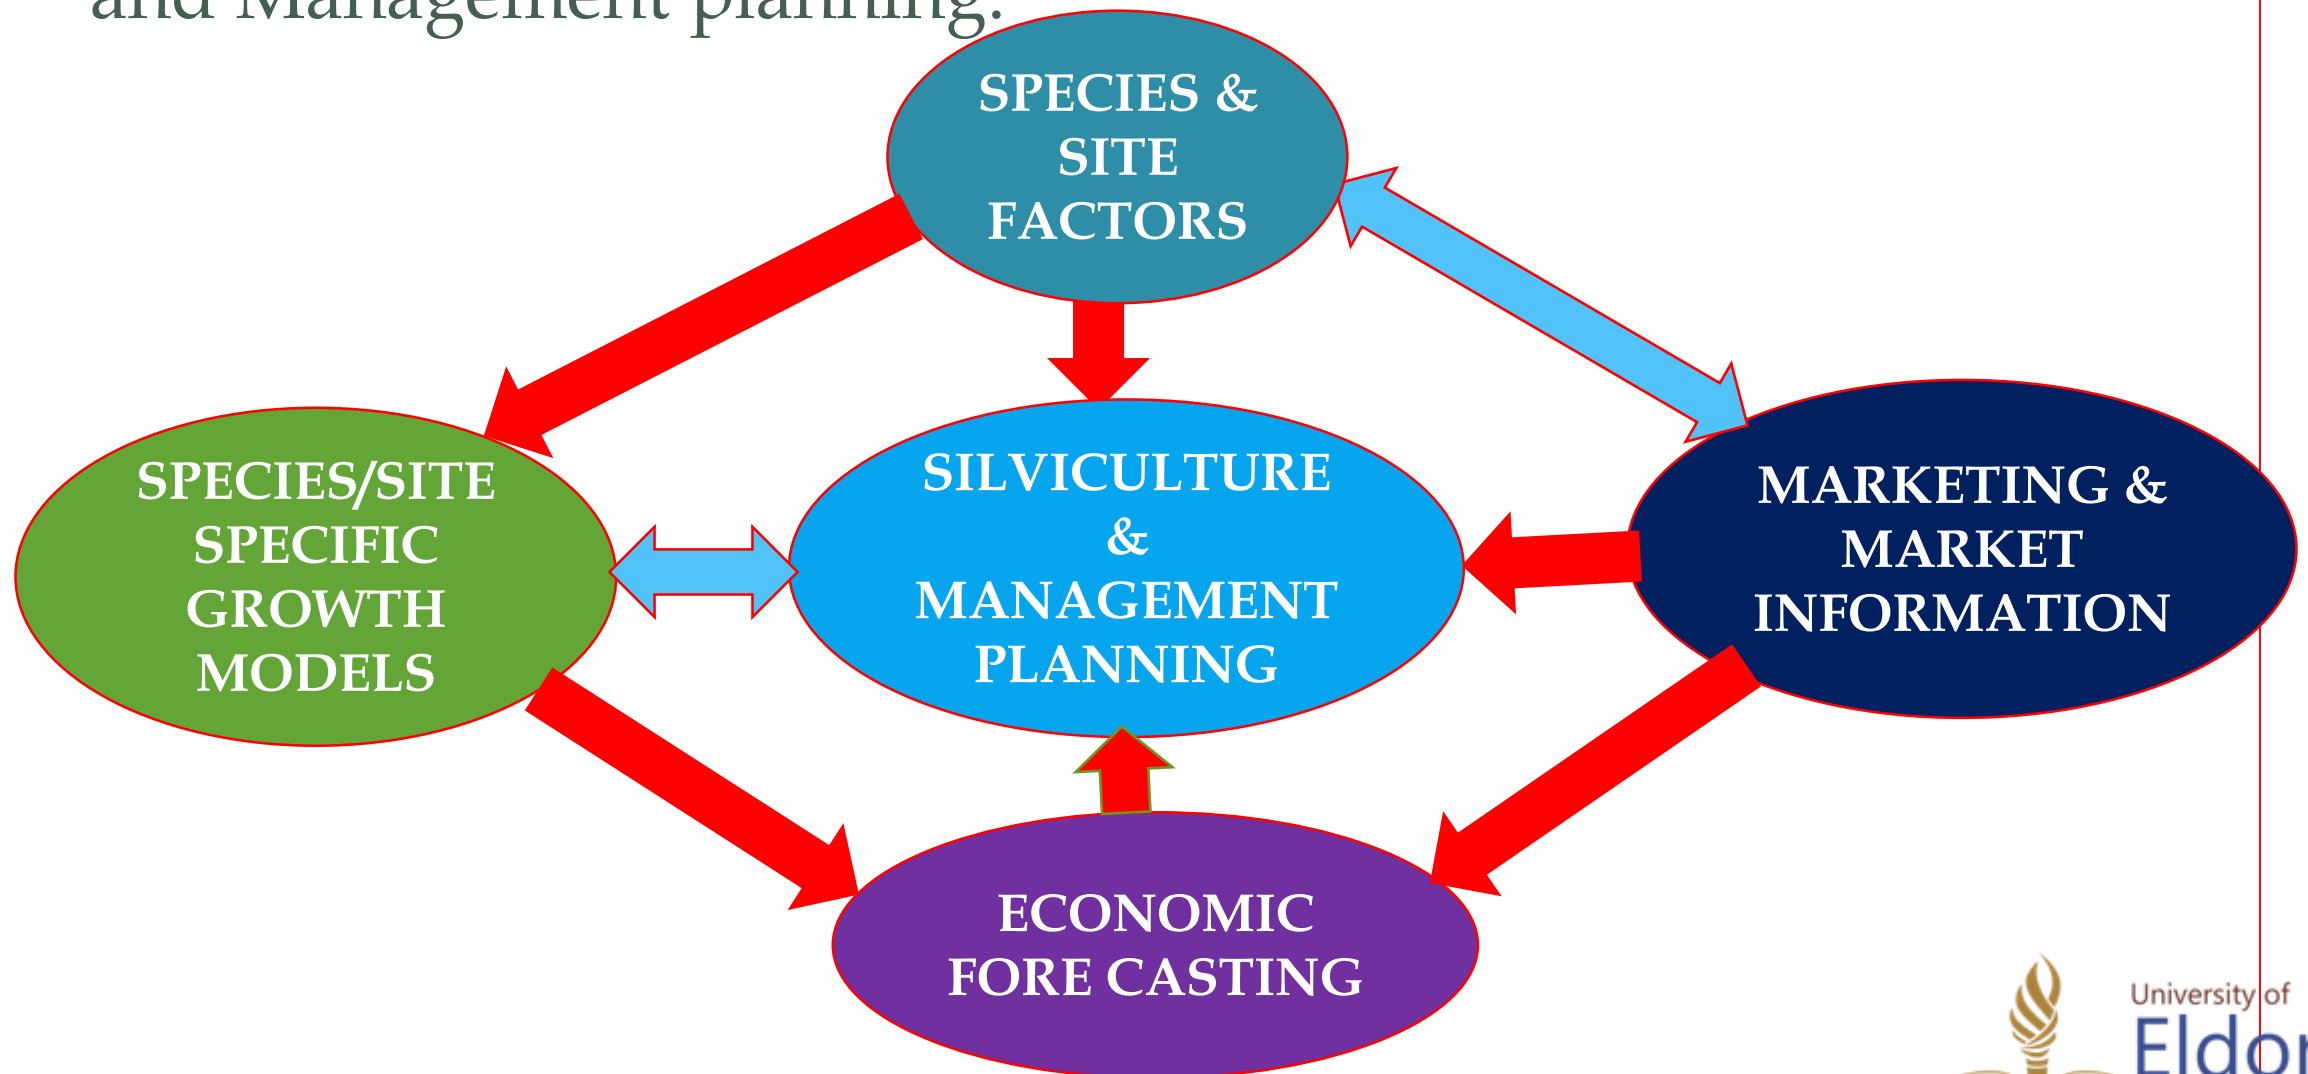 and Management planning.
SPECIES &
SITE
FACTORS
SPECIES/SITE
SPECIFIC
GROWTH
MODELS
SILVICULTURE
&
MANAGEMENT
PLANNING
MARKETING &
MARKET
INFORMATION
ECONOMIC
FORE CASTING
University of